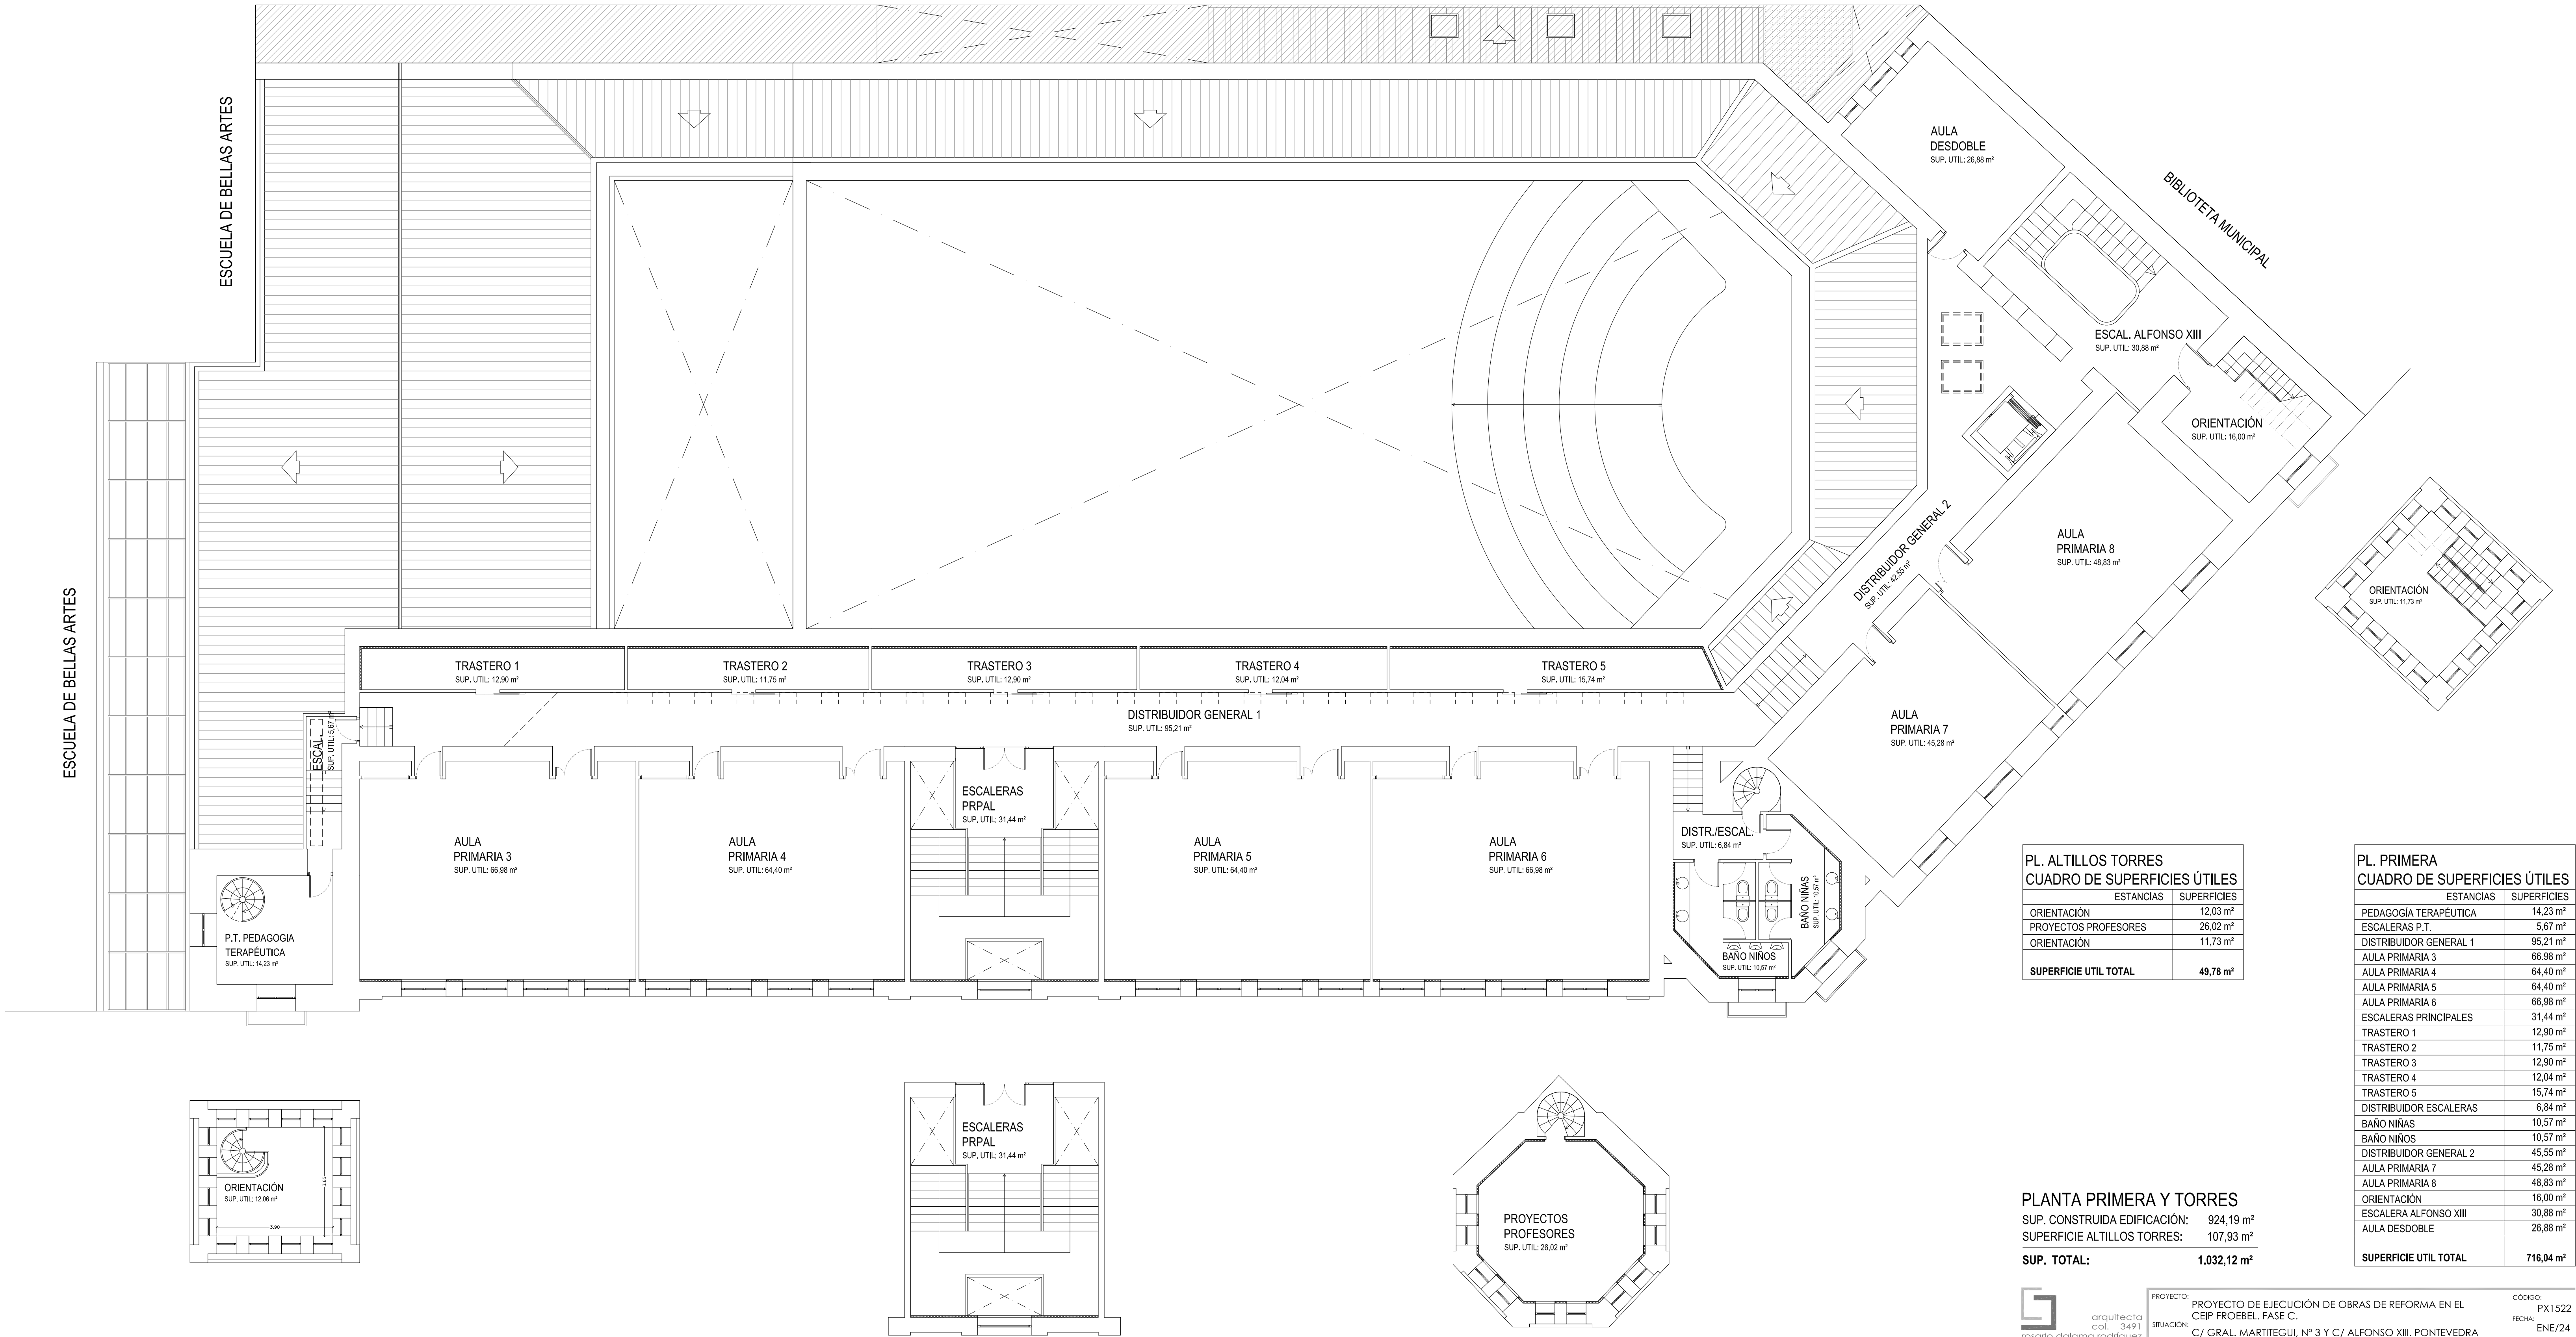 ESCUELA DE BELLAS ARTES
BIBLIOTETA MUNICIPAL
AULA
DESDOBLE
SUP. UTIL: 26,88 m²
ESCAL. ALFONSO XIII
SUP. UTIL: 30,88 m²
ORIENTACIÓN
SUP. UTIL: 16,00 m²
DISTRIBUIDOR GENERAL 2
SUP. UTIL: 42,55 m²
AULA
PRIMARIA 8
SUP. UTIL: 48,83 m²
ORIENTACIÓN
SUP. UTIL: 11,73 m²
ESCUELA DE BELLAS ARTES
TRASTERO 1
SUP. UTIL: 12,90 m²
TRASTERO 2
SUP. UTIL: 11,75 m²
TRASTERO 3
SUP. UTIL: 12,90 m²
TRASTERO 4
SUP. UTIL: 12,04 m²
TRASTERO 5
SUP. UTIL: 15,74 m²
ESCAL.
SUP. UTIL: 5,67 m²
DISTRIBUIDOR GENERAL 1
SUP. UTIL: 95,21 m²
AULA
PRIMARIA 7
SUP. UTIL: 45,28 m²
AULA
PRIMARIA 3
SUP. UTIL: 66,98 m²
AULA
PRIMARIA 4
SUP. UTIL: 64,40 m²
ESCALERAS
PRPAL
SUP. UTIL: 31,44 m²
AULA
PRIMARIA 5
SUP. UTIL: 64,40 m²
AULA
PRIMARIA 6
SUP. UTIL: 66,98 m²
DISTR./ESCAL.
SUP. UTIL: 6,84 m²
BAÑO NIÑAS
SUP. UTIL: 10,57 m²
BAÑO NIÑOS
SUP. UTIL: 10,57 m²
P.T. PEDAGOGIA
TERAPÉUTICA
SUP. UTIL: 14,23 m²
ORIENTACIÓN
SUP. UTIL: 12,06 m²
3.85
3.90
ESCALERAS
PRPAL
SUP. UTIL: 31,44 m²
PROYECTOS
PROFESORES
SUP. UTIL: 26,02 m²
PL. ALTILLOS TORRES
CUADRO DE SUPERFICIES ÚTILES
ESTANCIAS SUPERFICIES
ORIENTACIÓN 12,03 m²
PROYECTOS PROFESORES 26,02 m²
ORIENTACIÓN 11,73 m²
SUPERFICIE UTIL TOTAL 49,78 m²
PL. PRIMERA
CUADRO DE SUPERFICIES ÚTILES
ESTANCIAS SUPERFICIES
PEDAGOGÍA TERAPÉUTICA 14,23 m²
ESCALERAS P.T. 5,67 m²
DISTRIBUIDOR GENERAL 1 95,21 m²
AULA PRIMARIA 3 66,98 m²
AULA PRIMARIA 4 64,40 m²
AULA PRIMARIA 5 64,40 m²
AULA PRIMARIA 6 66,98 m²
ESCALERAS PRINCIPALES 31,44 m²
TRASTERO 1 12,90 m²
TRASTERO 2 11,75 m²
TRASTERO 3 12,90 m²
TRASTERO 4 12,04 m²
TRASTERO 5 15,74 m²
DISTRIBUIDOR ESCALERAS 6,84 m²
BAÑO NIÑAS 10,57 m²
BAÑO NIÑOS 10,57 m²
DISTRIBUIDOR GENERAL 2 45,55 m²
AULA PRIMARIA 7 45,28 m²
AULA PRIMARIA 8 48,83 m²
ORIENTACIÓN 16,00 m²
ESCALERA ALFONSO XIII 30,88 m²
AULA DESDOBLE 26,88 m²
SUPERFICIE UTIL TOTAL 716,04 m²
PLANTA PRIMERA Y TORRES
SUP. CONSTRUIDA EDIFICACIÓN: 924,19 m²
SUPERFICIE ALTILLOS TORRES: 107,93 m²
SUP. TOTAL: 1.032,12 m²
arquitecta
col. 3491
rosario daloma rodríguez
PROYECTO:
PROYECTO DE EJECUCIÓN DE OBRAS DE REFORMA EN EL
CEIP FROEBEL. FASE C.
SITUACIÓN:
C/ GRAL. MARTITEGUI, Nº 3 Y C/ ALFONSO XIII. PONTEVEDRA
CÓDIGO:
PX1522
FECHA:
ENE/24